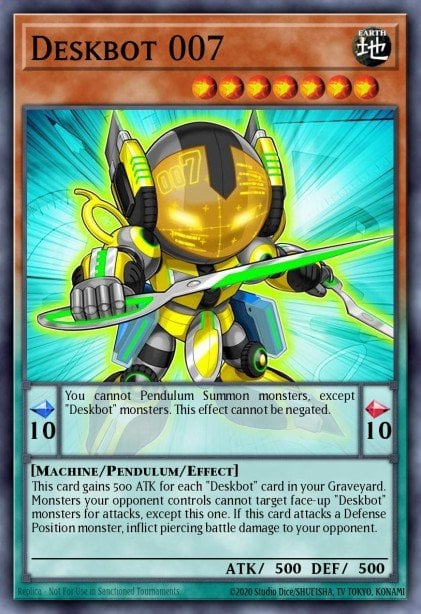 Deskbot 007
EARTH
地
007
007
You cannot Pendulum Summon monsters, except
"Deskbot" monsters. This effect cannot be negated.
10
10
[Machine/Pendulum/Effect]
This card gains 500 ATK for each "Deskbot" card in your Graveyard.
Monsters your opponent controls cannot target face-up "Deskbot"
monsters for attacks, except this one. If this card attacks a Defense
Position monster, inflict piercing battle damage to your opponent.
ATK/ 500 DEF/ 500
Replica - Not For Use in Sanctioned Tournaments
©2020 Studio Dice/SHUEISHA, TV TOKYO, KONAMI